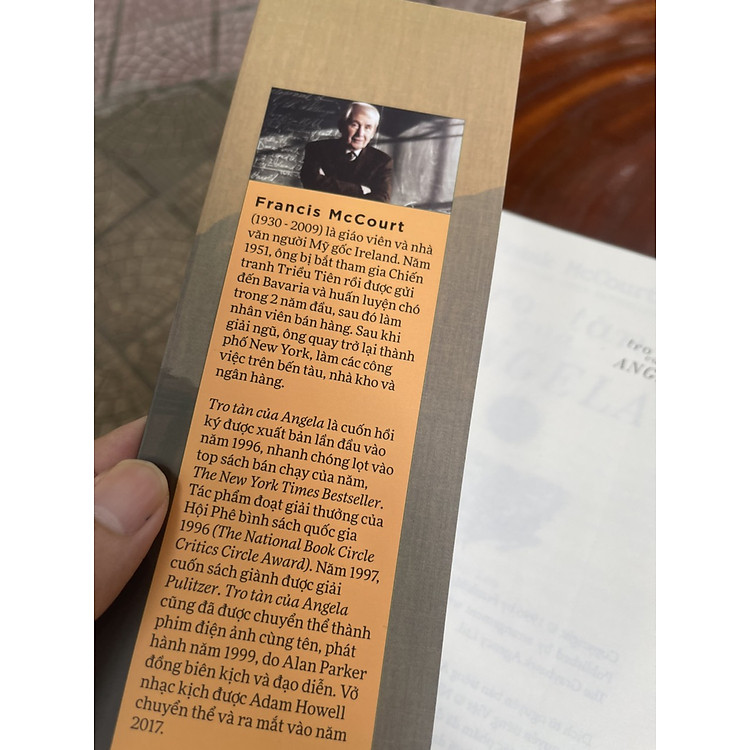 Francis McCourt
(1930 - 2009) là giáo viên và nhà
văn người Mỹ gốc Ireland. Năm
1951, ông bị bắt tham gia Chiến
tranh Triều Tiên rồi được gửi
đến Bavaria và huấn luyện chó
trong 2 năm đầu, sau đó làm
nhân viên bán hàng. Sau khi
giải ngũ, ông quay trở lại thành
phố New York, làm các công
việc trên bến tàu, nhà kho và
ngân hàng.
Tro tàn của Angela là cuốn hồi
ký được xuất bản lần đầu vào
năm 1996, nhanh chóng lọt vào
top sách bán chạy của năm,
The New York Times Bestseller.
Tác phẩm đoạt giải thưởng của
Hội Phê bình sách quốc gia
1996 (The National Book Circle
Critics Circle Award). Năm 1997,
cuốn sách giành được giải
Pulitzer. Tro tàn của Angela
cũng đã được chuyển thể thành
phim điện ảnh cùng tên, phát
hành năm 1999, do Alan Parker
đồng biên kịch và đạo diễn. Vở
nhạc kịch được Adam Howell
chuyển thể và ra mắt vào năm
2017.
TRO
ANG